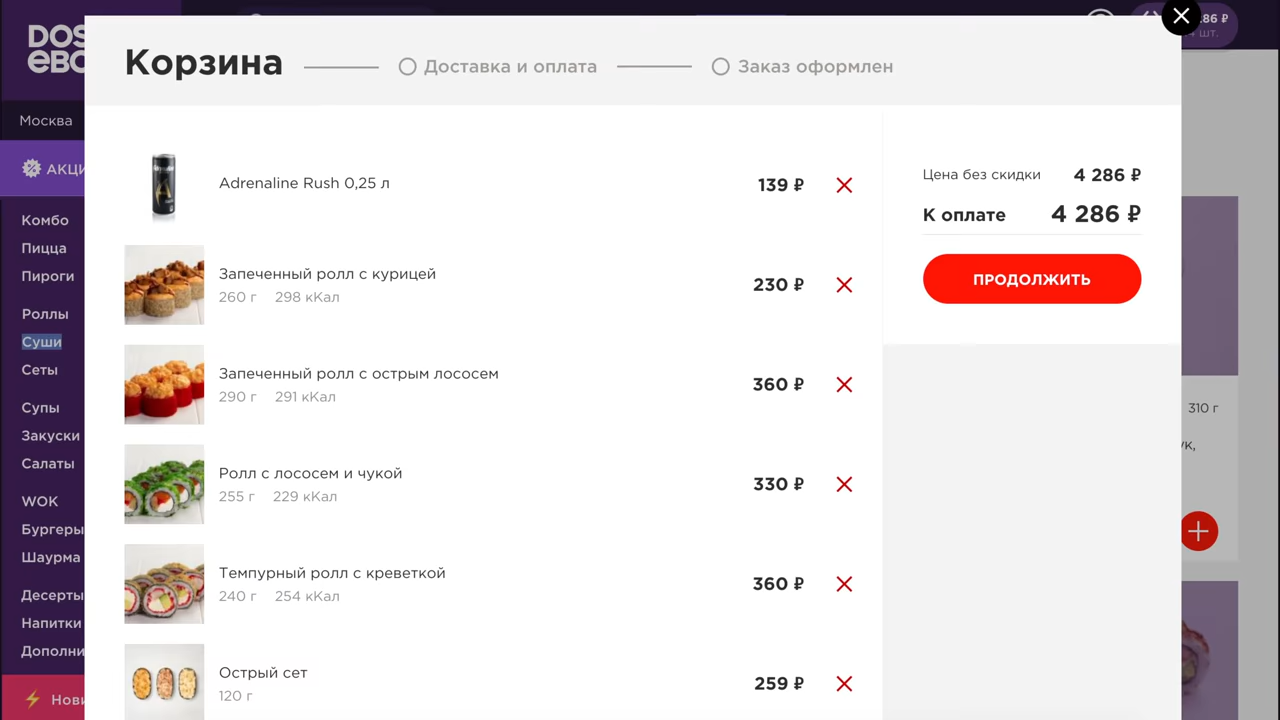 Корзина
Доставка и оплата
Заказ оформлен
86 ₽
шт.
Москва
Комбо
Пицца
Пироги
Роллы
Суши
Сеты
Супы
Закуски
Салаты
WOK
Бургеры
Шаурма
Десерты
Напитки
Adrenaline Rush 0,25 л
139 ₽
Запеченный ролл с курицей
260 г 298 кКал
230 ₽
Запеченный ролл с острым лососем
290 г 291 кКал
360 ₽
Ролл с лососем и чукой
255 г 229 кКал
330 ₽
Темпурный ролл с креветкой
240 г 254 кКал
360 ₽
Острый сет
120 г
259 ₽
Цена без скидки 4 286 ₽
К оплате 4 286 ₽
ПРОДОЛЖИТЬ
310 г